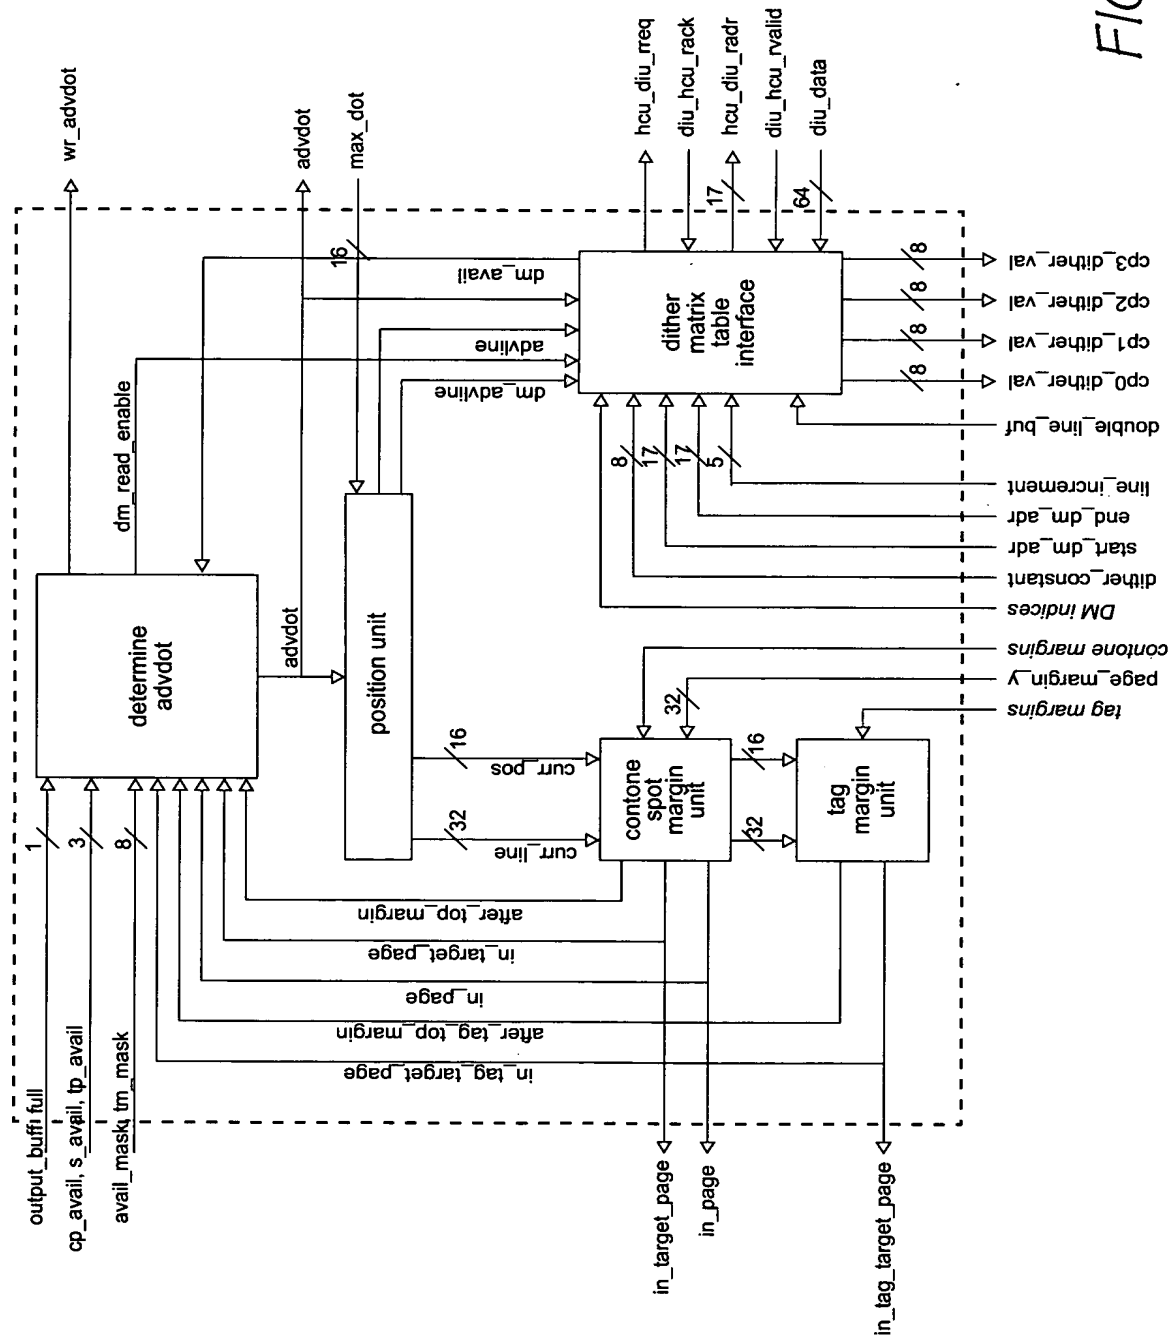 FIG
wr_advdot
advdot
max_dot
hcu_diu_rreq
diu_hcu_rack
hcu_diu_radr
diu_hcu_rvalid
diu_data
16
17
64
dm_avail
advline
dm_advline
dm_read_enable
determine
advdot
advdot
position unit
dither
matrix
table
interface
8
8
8
8
cp3_dither_val
cp2_dither_val
cp1_dither_val
cp0_dither_val
double_line_buf
line_increment
end_dm_adr
start_dm_adr
dither_constant
DM indices
8
17
17
5
contone margins
page_margin_y
tag margins
32
16
curr_pos
32
curr_line
contone
spot
margin
unit
16
32
tag
margin
unit
1
3
8
after_top_margin
in_target_page
in_page
after_tag_top_margin
in_tag_target_page
output_buff full
cp_avail, s_avail, tp_avail
avail_mask, tm_mask
in_target_page
in_page
in_tag_target_page